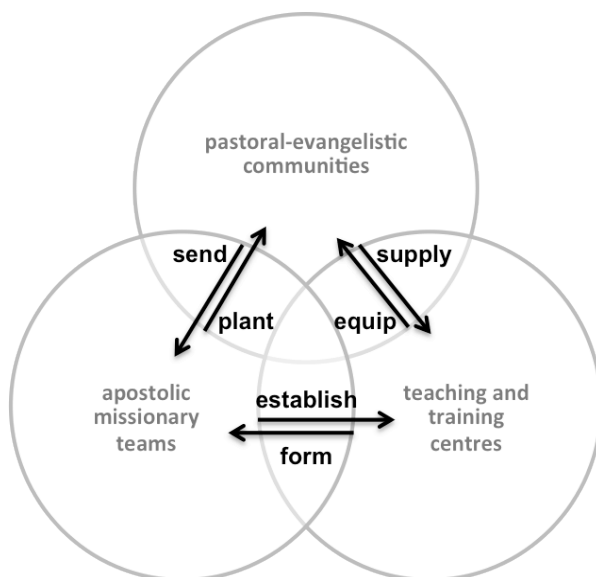 pastoral-evangelistic
communities
send
supply
plant
equip
apostolic
missionary
teams
establish
form
teaching and
training
centres